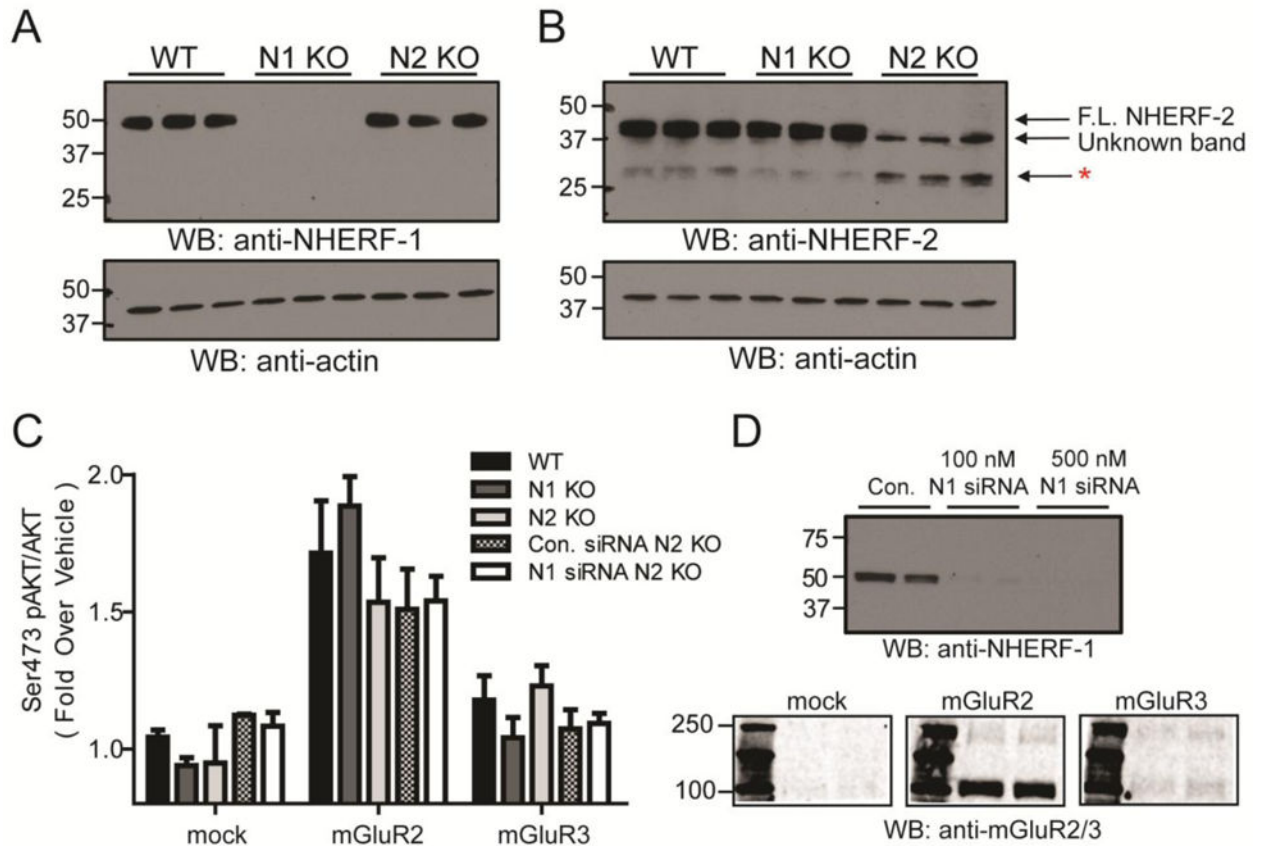 A
WT N1 KO N2 KO
50
37
25
WB: anti-NHERF-1
50
37
WB: anti-actin
B
WT N1 KO N2 KO
50
37
25
F.L. NHERF-2
Unknown band
*
WB: anti-NHERF-2
50
37
WB: anti-actin
C
Ser473 pAKT/AKT
( Fold Over Vehicle )
2.0
1.5
1.0
WT
N1 KO
N2 KO
Con. siRNA N2 KO
N1 siRNA N2 KO
mock mGluR2 mGluR3
D
100 nM 500 nM
Con. N1 siRNA N1 siRNA
75
50
37
WB: anti-NHERF-1
mock mGluR2 mGluR3
250
100
WB: anti-mGluR2/3